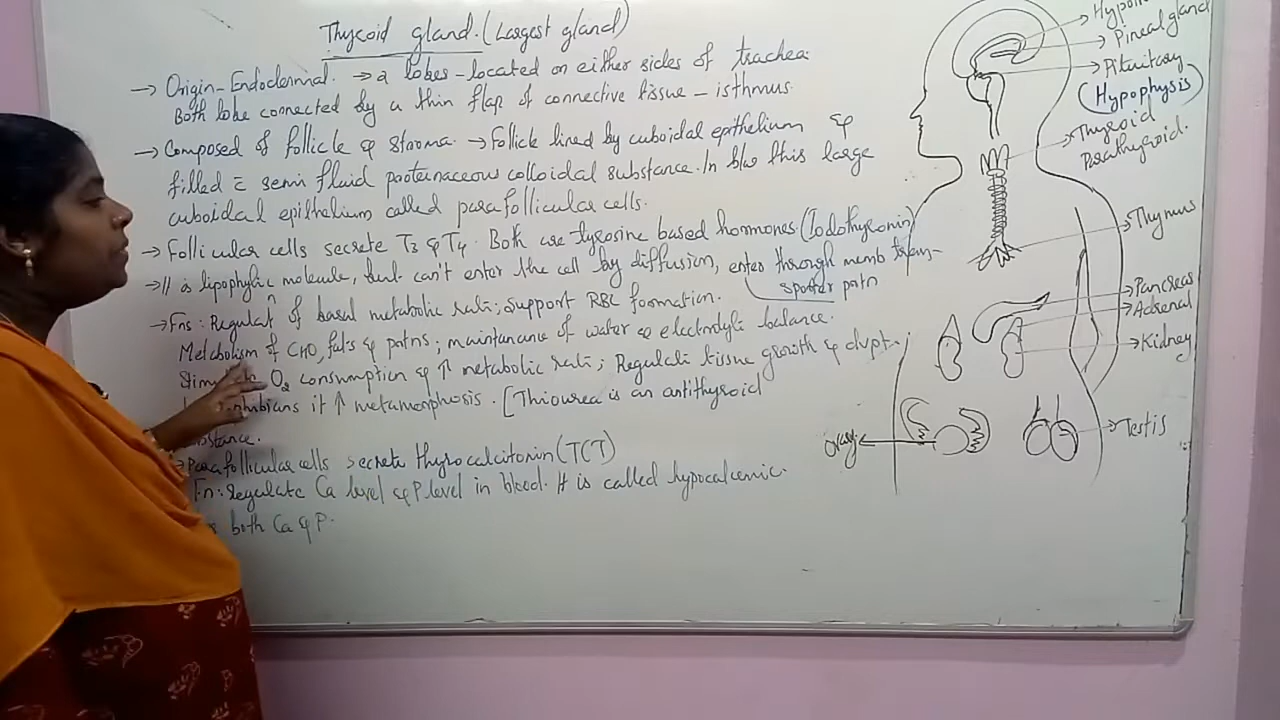 Thyroid gland. (Largest gland)
→ Origin-Endodermal. → 2 lobes - located on either sides of trachea.
Both lobe connected by a thin flap of connective tissue - isthmus.
→ Composed of follicle & stroma. → Follicle lined by cuboidal epithelium &
filled = semi fluid proteinaceous colloidal substance. In b/w this large
cuboidal epithelium called parafollicular cells.
→ Follicular cells secrete T3 & T4. Both are tyrosine based hormones. (Iodothyronin)
→ is lipophylic molecule, but can't enter the cell by diffusion, enter through memb tran-
sporter protn
→ Fns: Regulatn of basal metabolic rate; support RBC formation.
Metabolism of CHO, fats & protns; maintanance of water & electrolyte balance.
O2 consumption & ↑ metabolic rate; Regulate tissue growth & dvpt.
it ↑ metamorphosis. [Thiourea is an antithyroid
→ Parafollicular cells secrete thyrocalcitonin (TCT)
Fn: Regulate Ca level & P level in blood. It is called hypocalcemic
both Ca & P.
Pineal gland
Pituitary
(Hypophysis)
Thyroid
Parathyroid.
Thymus
Pancreas
Adrenal
Kidney
Testis
Ovary